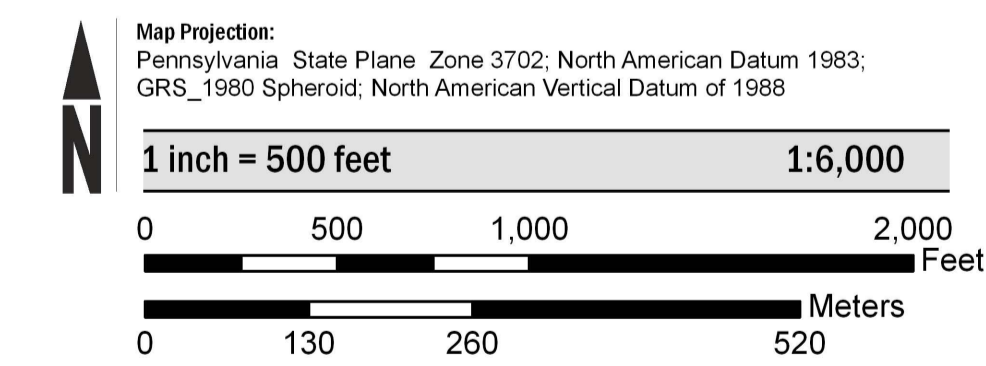 N
Map Projection:
Pennsylvania State Plane Zone 3702; North American Datum 1983;
GRS_1980 Spheroid; North American Vertical Datum of 1988
1 inch = 500 feet 1:6,000
0 500 1,000 2,000
Feet
Meters
0 130 260 520